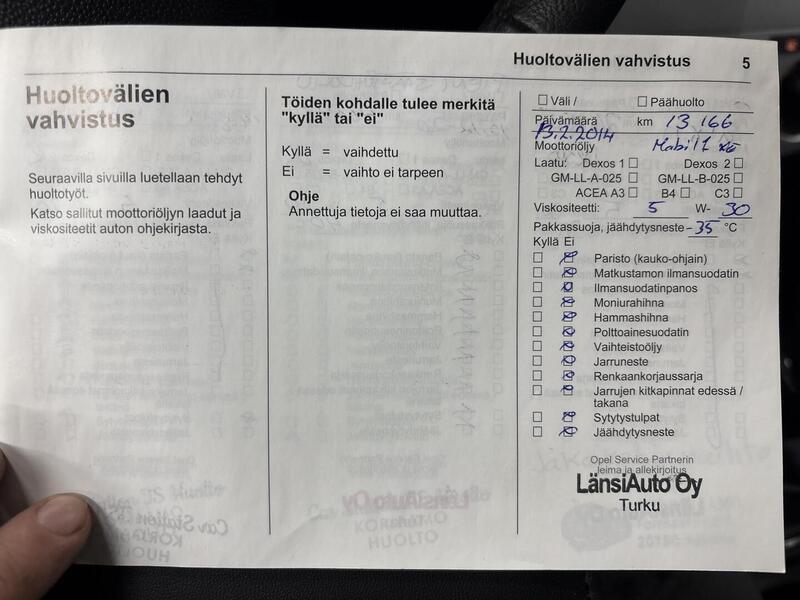 Huoltovälien vahvistus 5
Huoltovälien
vahvistus
Seuraavilla sivuilla luetellaan tehdyt
huoltotyöt.
Katso sallitut moottoriöljyn laadut ja
viskositeetit auton ohjekirjasta.
Töiden kohdalle tulee merkitä
"kyllä" tai "ei"
Kyllä = vaihdettu
Ei = vaihto ei tarpeen
Ohje
Annettuja tietoja ei saa muuttaa.
☐ Väli / ☐ Päähuolto
Päivämäärä km 13 166
13.2.2014
Moottoriöljy Mobil 1
Laatu: Dexos 1 ☐ Dexos 2 ☐
GM-LL-A-025 ☐ GM-LL-B-025 ☐
ACEA A3 ☐ B4 ☐ C3 ☐
Viskositeetti: 5 W- 30
Pakkassuoja, jäähdytysneste -35 °C
Kyllä Ei
Paristo (kauko-ohjain)
Matkustamon ilmansuodatin
Ilmansuodatinpanos
Moniurahihna
Hammashihna
Polttoainesuodatin
Vaihteistoöljy
Jarruneste
Renkaankorjaussarja
Jarrujen kitkapinnat edessä /
takana
Sytytystulpat
Jäähdytysneste
Opel Service Partnerin
leima ja allekirjoitus
LänsiAuto Oy
Turku